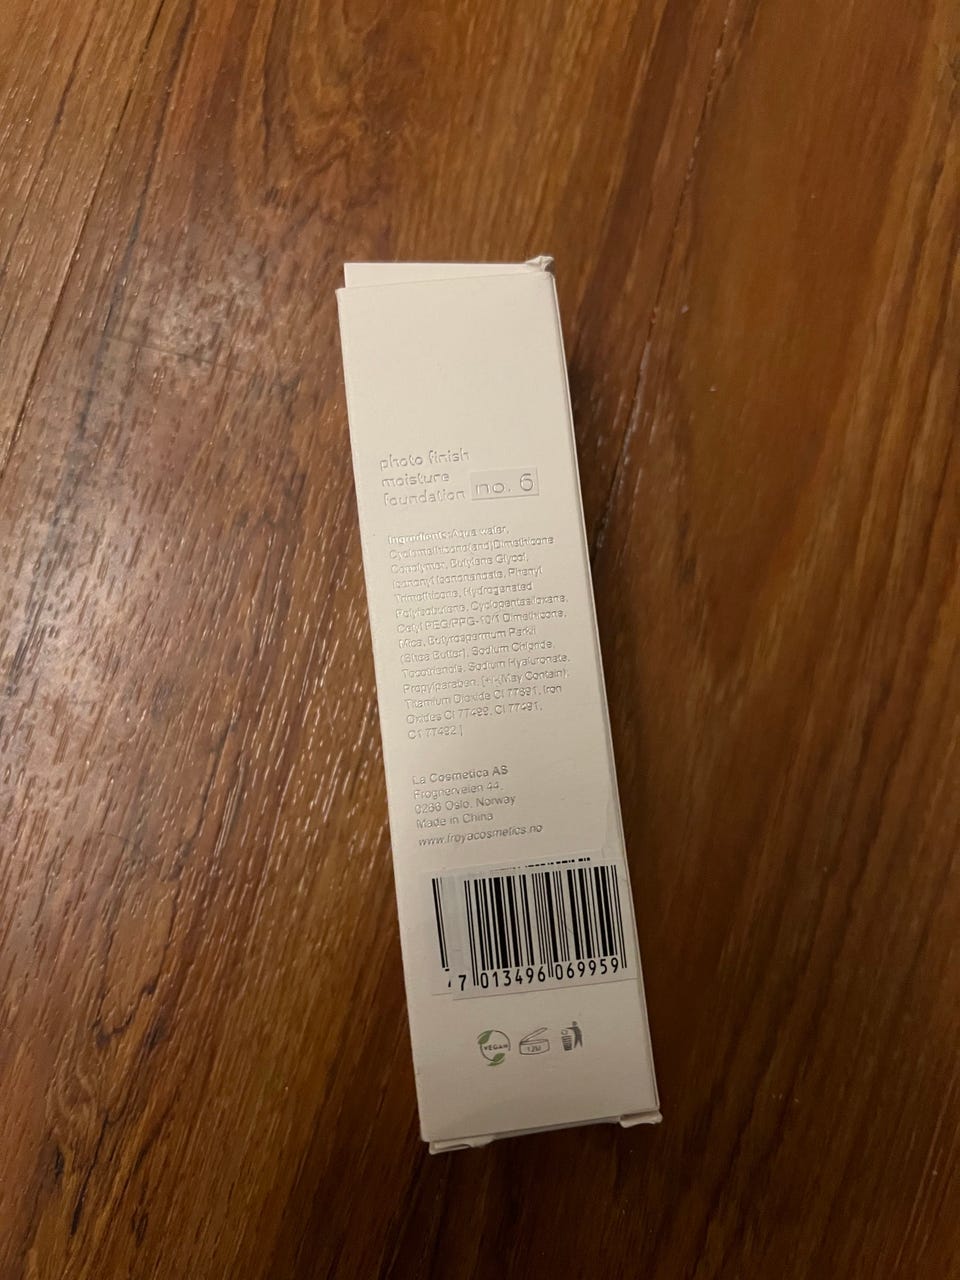 photo finish
moisture
foundation no. 6
Ingredients: Aqua water,
Cyclomethicone(and)Dimethicone
Copolymer, Butylene Glycol,
Isononyl Isononanoate, Phenyl
Trimethicone, Hydrogenated
Polyisobutene, Cyclopentasiloxane,
Cetyl PEG/PPG-10/1 Dimethicone,
Mica, Butyrospermum Parkii
(Shea Butter), Sodium Chloride,
Tocotrienols, Sodium Hyaluronate,
Propylparaben. [+/-(May Contain):
Titanium Dioxide CI 77891, Iron
Oxides CI 77499, CI 77491,
CI 77492 ]
La Cosmetica AS
Frognerveien 44,
0266 Oslo, Norway
Made in China
www.froyacosmetics.no
7 013496 069959
VEGAN
12M